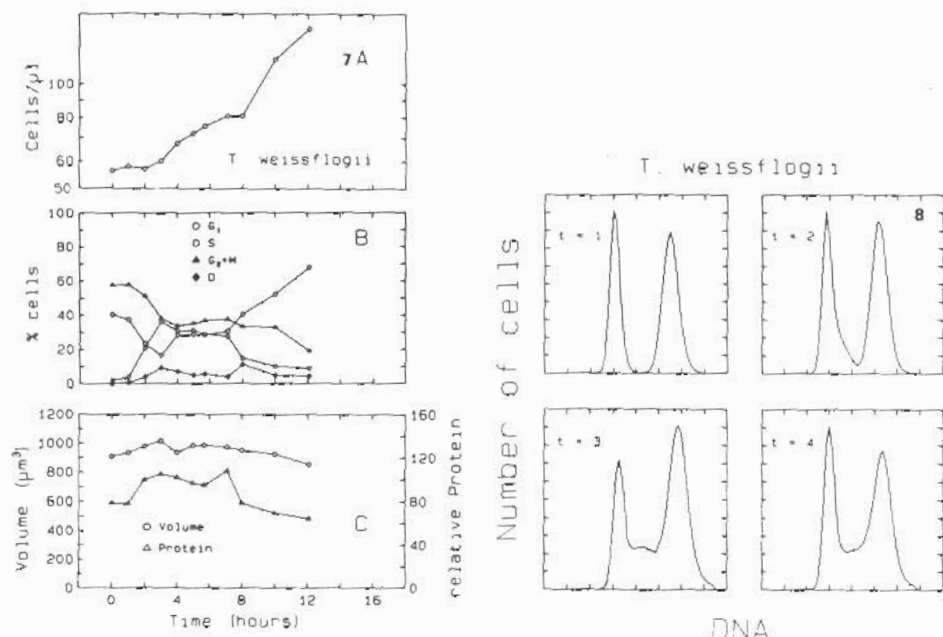 7A
Cells/μl
100
80
60
50
T. weissflogii
B
% cells
100
80
60
40
20
0
G₁
S
G₂+M
D
C
Volume (μm³)
1200
1000
800
600
400
200
0
160
120
80
40
0
relative Protein
Volume
Protein
0 4 8 12 16
Time (hours)
T. weissflogii
8
Number of cells
t = 1
t = 2
t = 3
t = 4
DNA